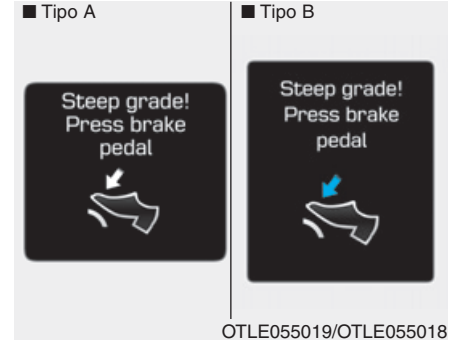 ■ Tipo A
Steep grade!
Press brake
pedal
■ Tipo B
Steep grade!
Press brake
pedal
OTLE055019/OTLE055018